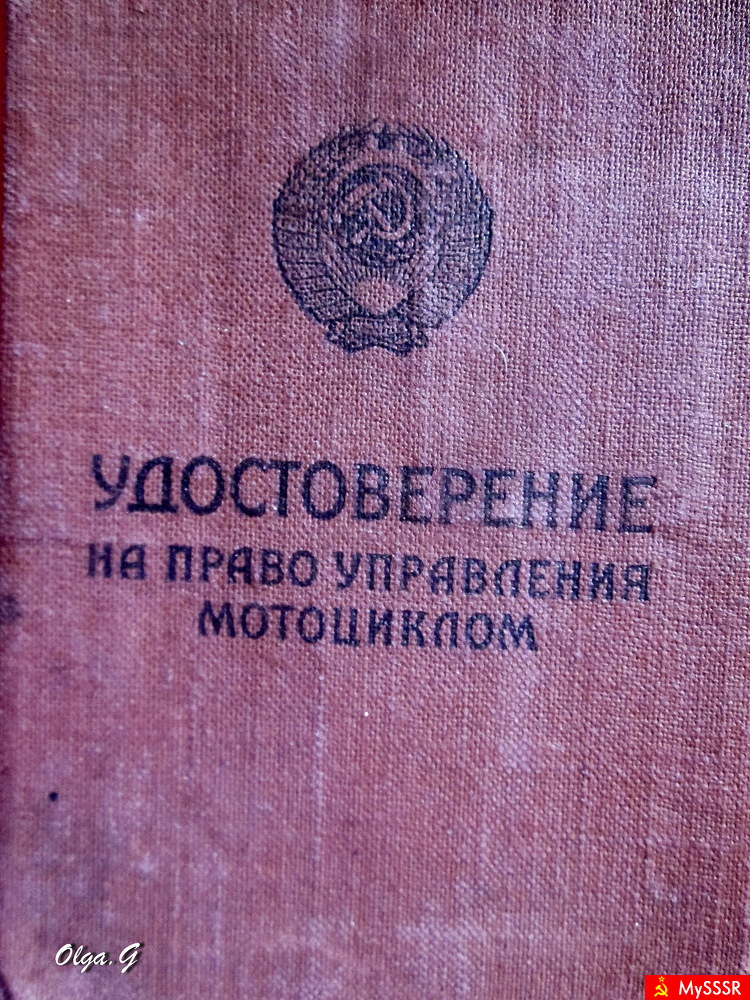 УДОСТОВЕРЕНИЕ
НА ПРАВО УПРАВЛЕНИЯ
МОТОЦИКЛОМ
Olga.G
MySSSR